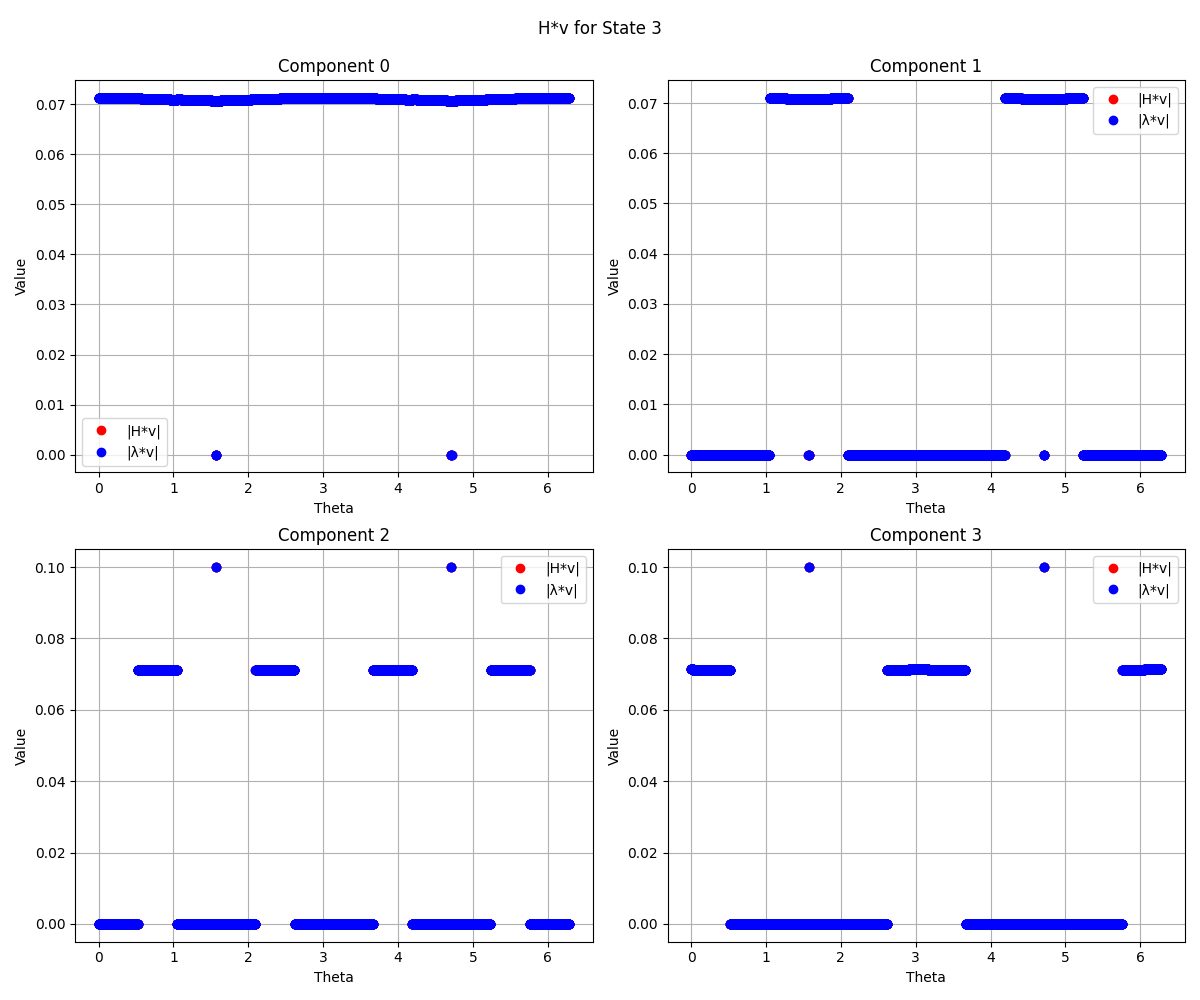 H*v for State 3
Component 0
Value
0.07
0.06
0.05
0.04
0.03
0.02
0.01
0.00
|H*v|
|λ*v|
0 1 2 3 4 5 6
Theta
Component 1
Value
0.07
0.06
0.05
0.04
0.03
0.02
0.01
0.00
|H*v|
|λ*v|
0 1 2 3 4 5 6
Theta
Component 2
Value
0.10
0.08
0.06
0.04
0.02
0.00
|H*v|
|λ*v|
0 1 2 3 4 5 6
Theta
Component 3
Value
0.10
0.08
0.06
0.04
0.02
0.00
|H*v|
|λ*v|
0 1 2 3 4 5 6
Theta